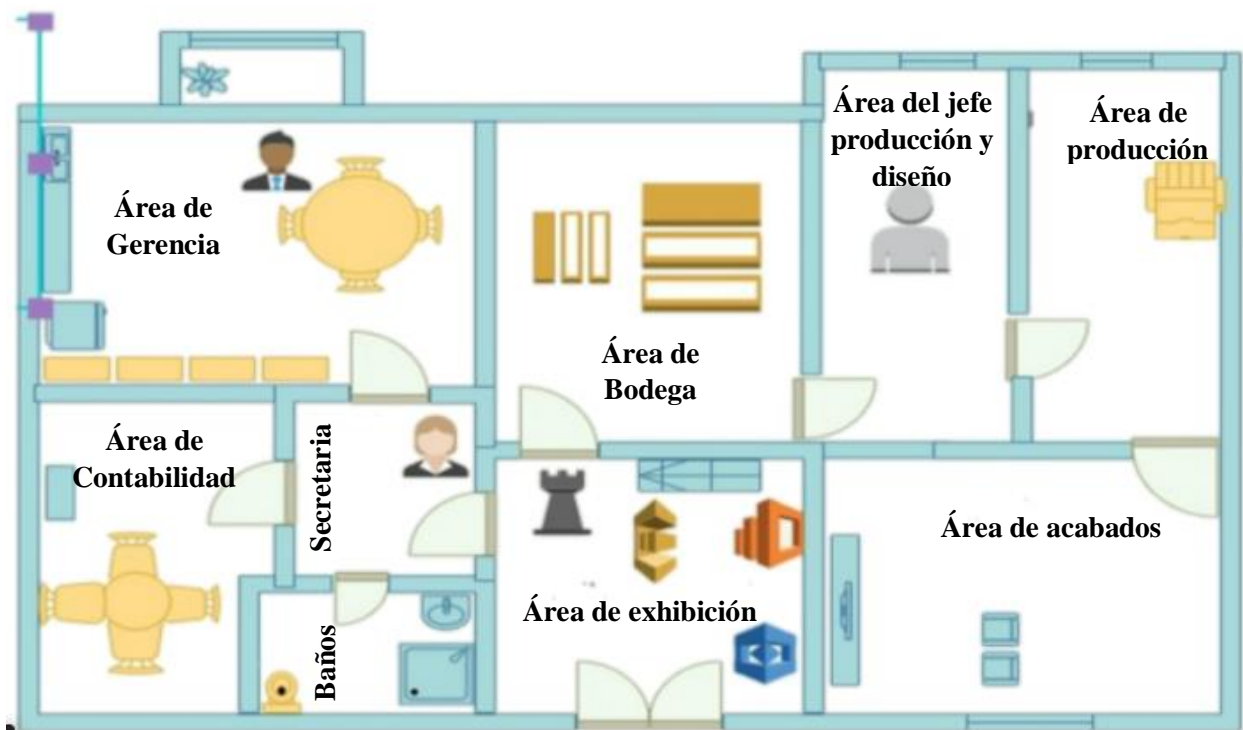 Área de
Gerencia
Área de
Bodega
Área del jefe
producción y
diseño
Área de
producción
Área de
Contabilidad
Secretaria
Baños
Área de exhibición
Área de acabados